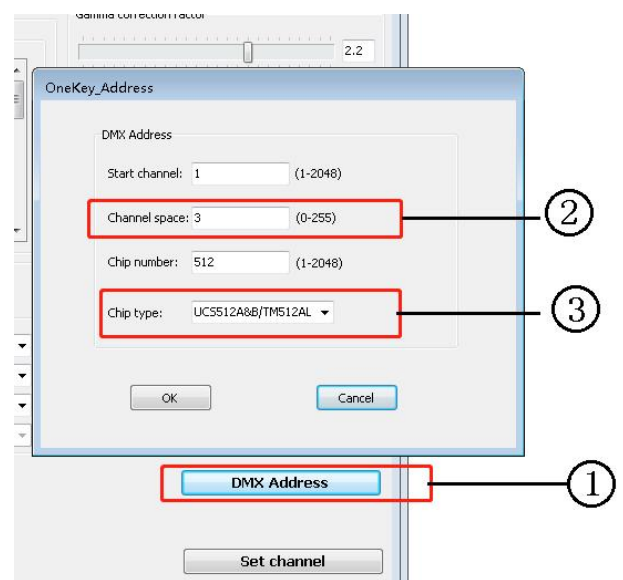 Gamma correction factor
2.2
OneKey_Address
DMX Address
Start channel: 1 (1-2048)
Channel space: 3 (0-255)
②
Chip number: 512 (1-2048)
Chip type: UCS512A&B/TM512AL
③
OK Cancel
DMX Address
①
Set channel